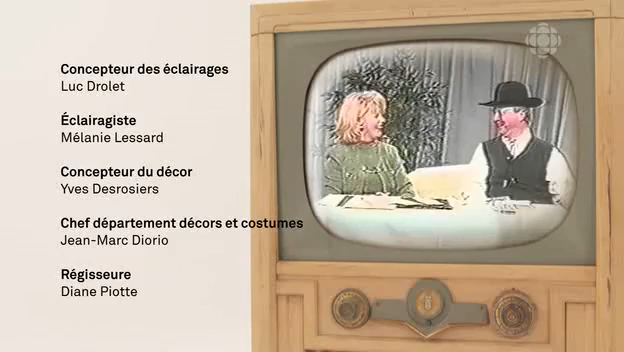 Concepteur des éclairages
Luc Drolet
Éclairagiste
Mélanie Lessard
Concepteur du décor
Yves Desrosiers
Chef département décors et costumes
Jean-Marc Diorio
Régisseure
Diane Piotte